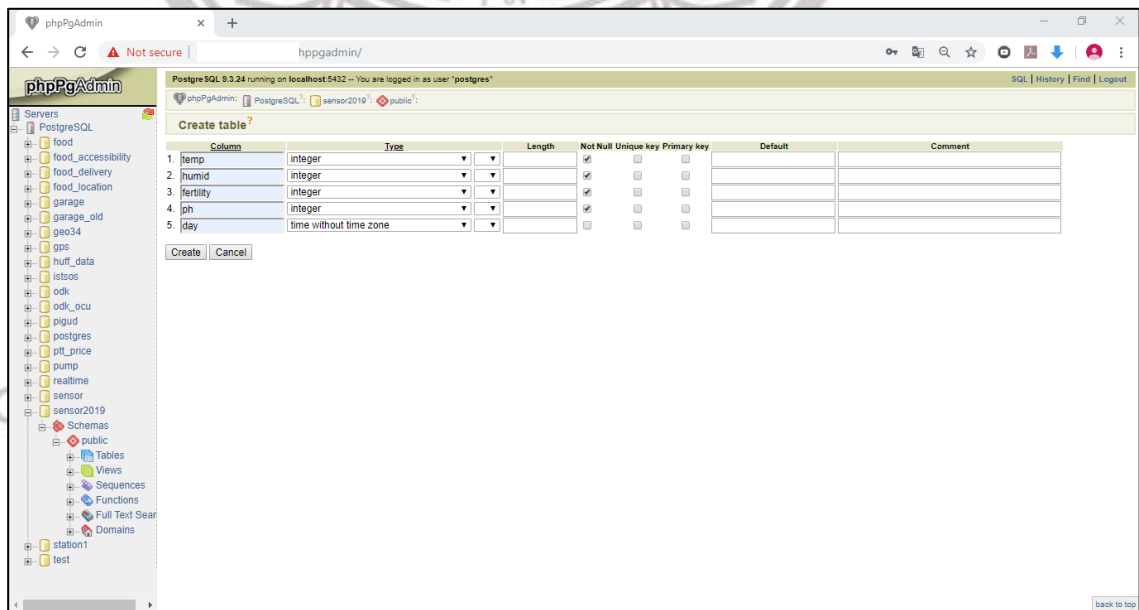 phpPgAdmin
Not secure | hppgadmin/
phpPgAdmin
Servers
PostgreSQL
food
food_accessibility
food_delivery
food_location
garage
garage_old
geo34
gps
huff_data
istsos
odk
odk_ocu
pigud
postgres
ptt_price
pump
realtime
sensor
sensor2019
Schemas
public
Tables
Views
Sequences
Functions
Full Text Sear
Domains
station1
test
PostgreSQL 9.3.24 running on localhost:5432 -- You are logged in as user "postgres"
SQL | History | Find | Logout
phpPgAdmin: PostgreSQL?: sensor2019?: public?:
Create table?
Column Type Length Not Null Unique key Primary key Default Comment
1. temp integer
2. humid integer
3. fertility integer
4. ph integer
5. day time without time zone
Create Cancel
back to top